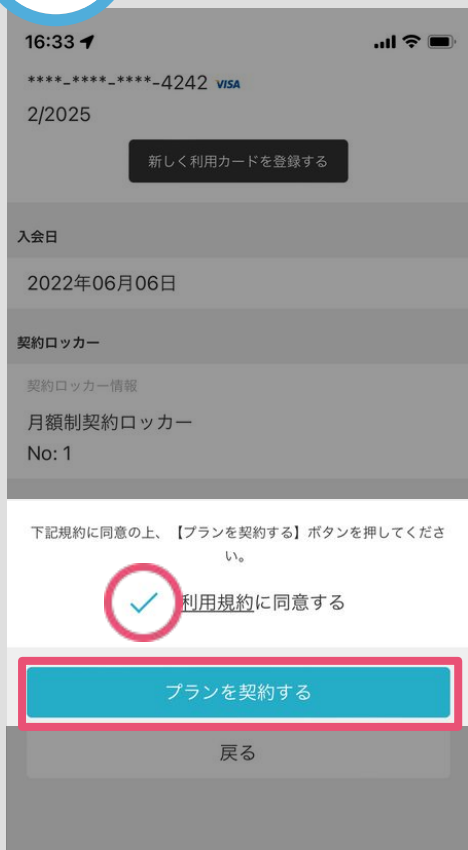 16:33
****-****-****-4242 VISA
2/2025
新しく利用カードを登録する
入会日
2022年06月06日
契約ロッカー
契約ロッカー情報
月額制契約ロッカー
No: 1
下記規約に同意の上、【プランを契約する】ボタンを押してくださ
い。
利用規約に同意する
プランを契約する
戻る